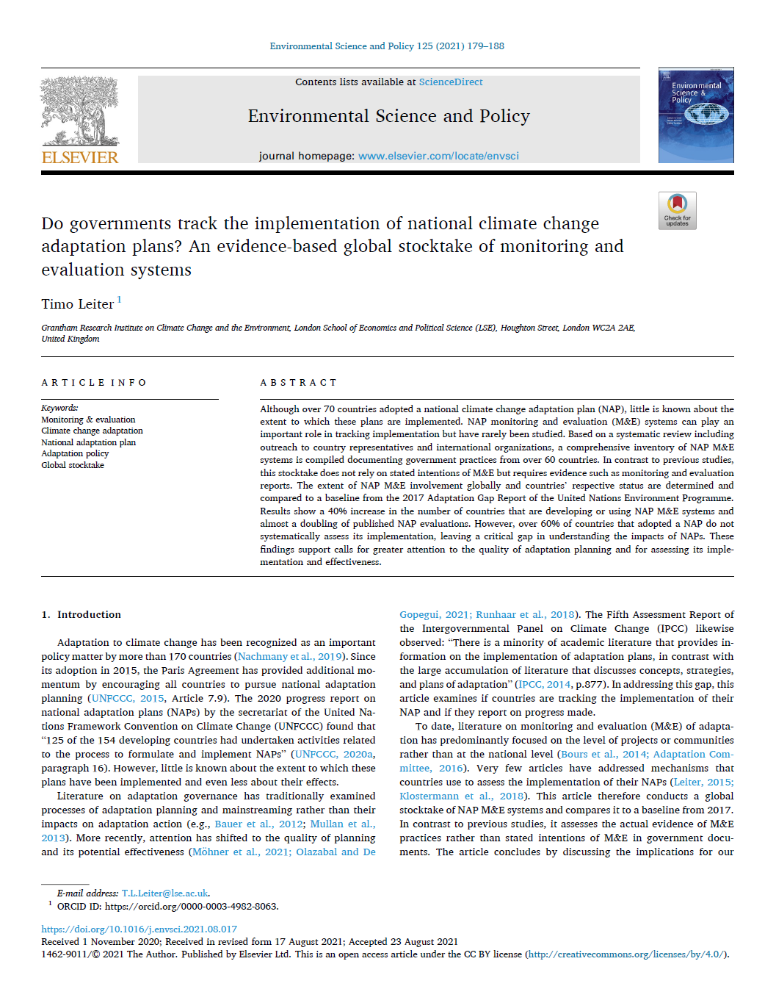 Environmental Science and Policy 125 (2021) 179–188
Contents lists available at ScienceDirect
Environmental Science and Policy
journal homepage: www.elsevier.com/locate/envsci
ELSEVIER
Environmental
Science &
Policy
Check for
updates
Do governments track the implementation of national climate change
adaptation plans? An evidence-based global stocktake of monitoring and
evaluation systems
Timo Leiter 1
Grantham Research Institute on Climate Change and the Environment, London School of Economics and Political Science (LSE), Houghton Street, London WC2A 2AE,
United Kingdom
ARTICLE INFO
Keywords:
Monitoring & evaluation
Climate change adaptation
National adaptation plan
Adaptation policy
Global stocktake
ABSTRACT
Although over 70 countries adopted a national climate change adaptation plan (NAP), little is known about the
extent to which these plans are implemented. NAP monitoring and evaluation (M&E) systems can play an
important role in tracking implementation but have rarely been studied. Based on a systematic review including
outreach to country representatives and international organizations, a comprehensive inventory of NAP M&E
systems is compiled documenting government practices from over 60 countries. In contrast to previous studies,
this stocktake does not rely on stated intentions of M&E but requires evidence such as monitoring and evaluation
reports. The extent of NAP M&E involvement globally and countries' respective status are determined and
compared to a baseline from the 2017 Adaptation Gap Report of the United Nations Environment Programme.
Results show a 40% increase in the number of countries that are developing or using NAP M&E systems and
almost a doubling of published NAP evaluations. However, over 60% of countries that adopted a NAP do not
systematically assess its implementation, leaving a critical gap in understanding the impacts of NAPs. These
findings support calls for greater attention to the quality of adaptation planning and for assessing its imple-
mentation and effectiveness.
1. Introduction
Adaptation to climate change has been recognized as an important
policy matter by more than 170 countries (Nachmany et al., 2019). Since
its adoption in 2015, the Paris Agreement has provided additional mo-
mentum by encouraging all countries to pursue national adaptation
planning (UNFCCC, 2015, Article 7.9). The 2020 progress report on
national adaptation plans (NAPs) by the secretariat of the United Na-
tions Framework Convention on Climate Change (UNFCCC) found that
“125 of the 154 developing countries had undertaken activities related
to the process to formulate and implement NAPs” (UNFCCC, 2020a,
paragraph 16). However, little is known about the extent to which these
plans have been implemented and even less about their effects.
Literature on adaptation governance has traditionally examined
processes of adaptation planning and mainstreaming rather than their
impacts on adaptation action (e.g., Bauer et al., 2012; Mullan et al.,
2013). More recently, attention has shifted to the quality of planning
and its potential effectiveness (Möhner et al., 2021; Olazabal and De
Gopegui, 2021; Runhaar et al., 2018). The Fifth Assessment Report of
the Intergovernmental Panel on Climate Change (IPCC) likewise
observed: “There is a minority of academic literature that provides in-
formation on the implementation of adaptation plans, in contrast with
the large accumulation of literature that discusses concepts, strategies,
and plans of adaptation” (IPCC, 2014, p.877). In addressing this gap, this
article examines if countries are tracking the implementation of their
NAP and if they report on progress made.
To date, literature on monitoring and evaluation (M&E) of adapta-
tion has predominantly focused on the level of projects or communities
rather than at the national level (Bours et al., 2014; Adaptation Com-
mittee, 2016). Very few articles have addressed mechanisms that
countries use to assess the implementation of their NAPs (Leiter, 2015;
Klostermann et al., 2018). This article therefore conducts a global
stocktake of NAP M&E systems and compares it to a baseline from 2017.
In contrast to previous studies, it assesses the actual evidence of M&E
practices rather than stated intentions of M&E in government docu-
ments. The article concludes by discussing the implications for our
E-mail address: T.L.Leiter@lse.ac.uk.
1 ORCID ID: https://orcid.org/0000-0003-4982-8063.
https://doi.org/10.1016/j.envsci.2021.08.017
Received 1 November 2020; Received in revised form 17 August 2021; Accepted 23 August 2021
1462-9011/© 2021 The Author. Published by Elsevier Ltd. This is an open access article under the CC BY license (http://creativecommons.org/licenses/by/4.0/).